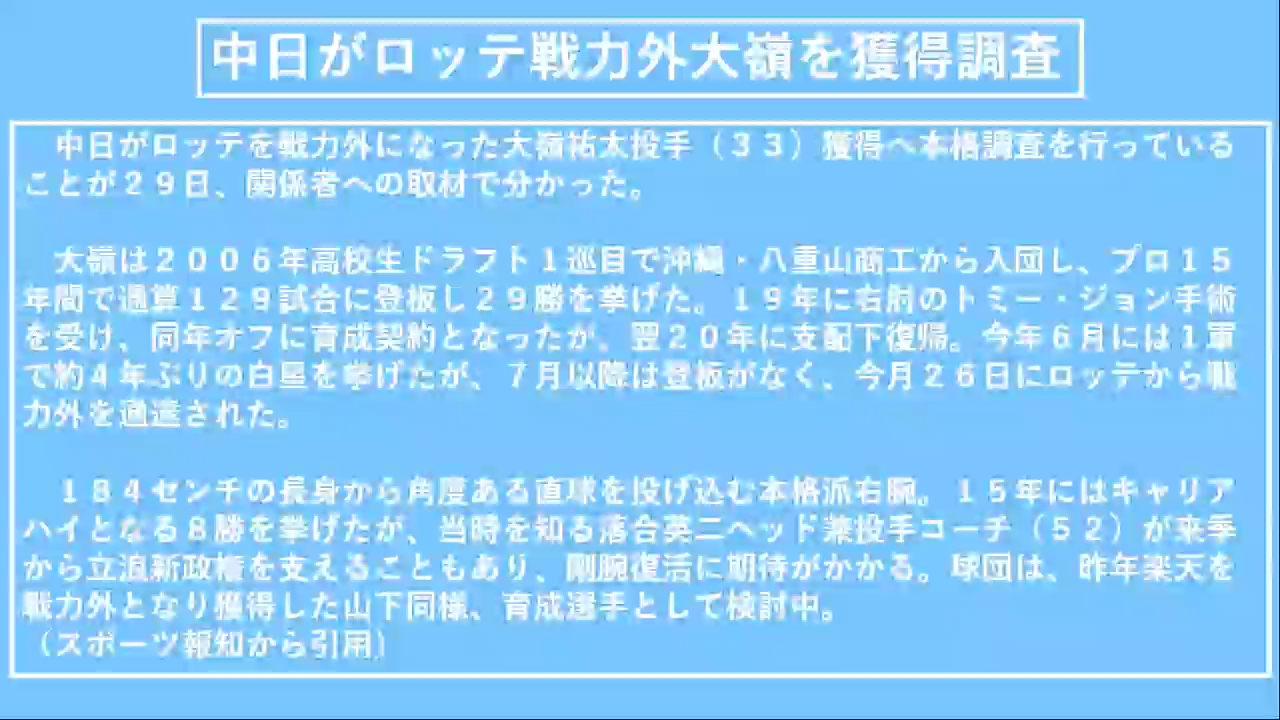 中日がロッテ戦力外大嶺を獲得調査
　中日がロッテを戦力外になった大嶺祐太投手（３３）獲得へ本格調査を行っている
ことが２９日、関係者への取材で分かった。
　大嶺は２００６年高校生ドラフト１巡目で沖縄・八重山商工から入団し、プロ１５
年間で通算１２９試合に登板し２９勝を挙げた。１９年に右肘のトミー・ジョン手術
を受け、同年オフに育成契約となったが、翌２０年に支配下復帰。今年６月には１軍
で約４年ぶりの白星を挙げたが、７月以降は登板がなく、今月２６日にロッテから戦
力外を通達された。
　１８４センチの長身から角度ある直球を投げ込む本格派右腕。１５年にはキャリア
ハイとなる８勝を挙げたが、当時を知る落合英二ヘッド兼投手コーチ（５２）が来季
から立浪新政権を支えることもあり、剛腕復活に期待がかかる。球団は、昨年楽天を
戦力外となり獲得した山下同様、育成選手として検討中。
（スポーツ報知から引用）